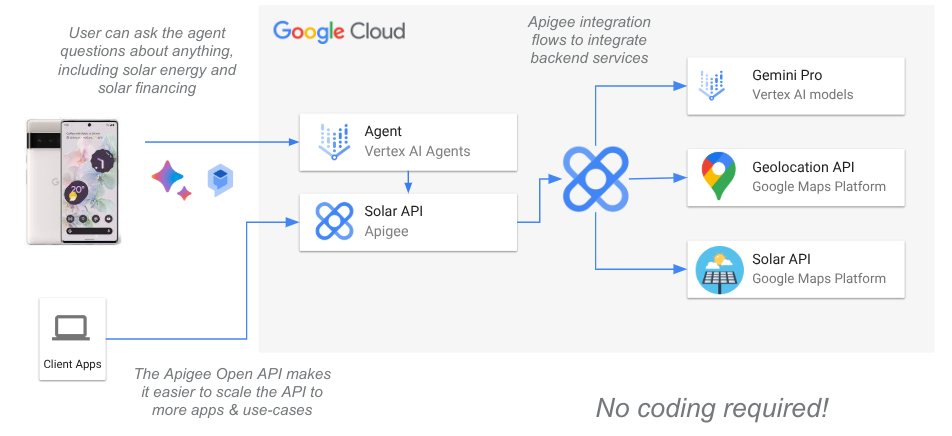 User can ask the agent
questions about anything,
including solar energy and
solar financing
Google Cloud
Apigee integration
flows to integrate
backend services
Agent
Vertex AI Agents
Solar API
Apigee
Gemini Pro
Vertex AI models
Geolocation API
Google Maps Platform
Solar API
Google Maps Platform
Client Apps
The Apigee Open API makes
it easier to scale the API to
more apps & use-cases
No coding required!